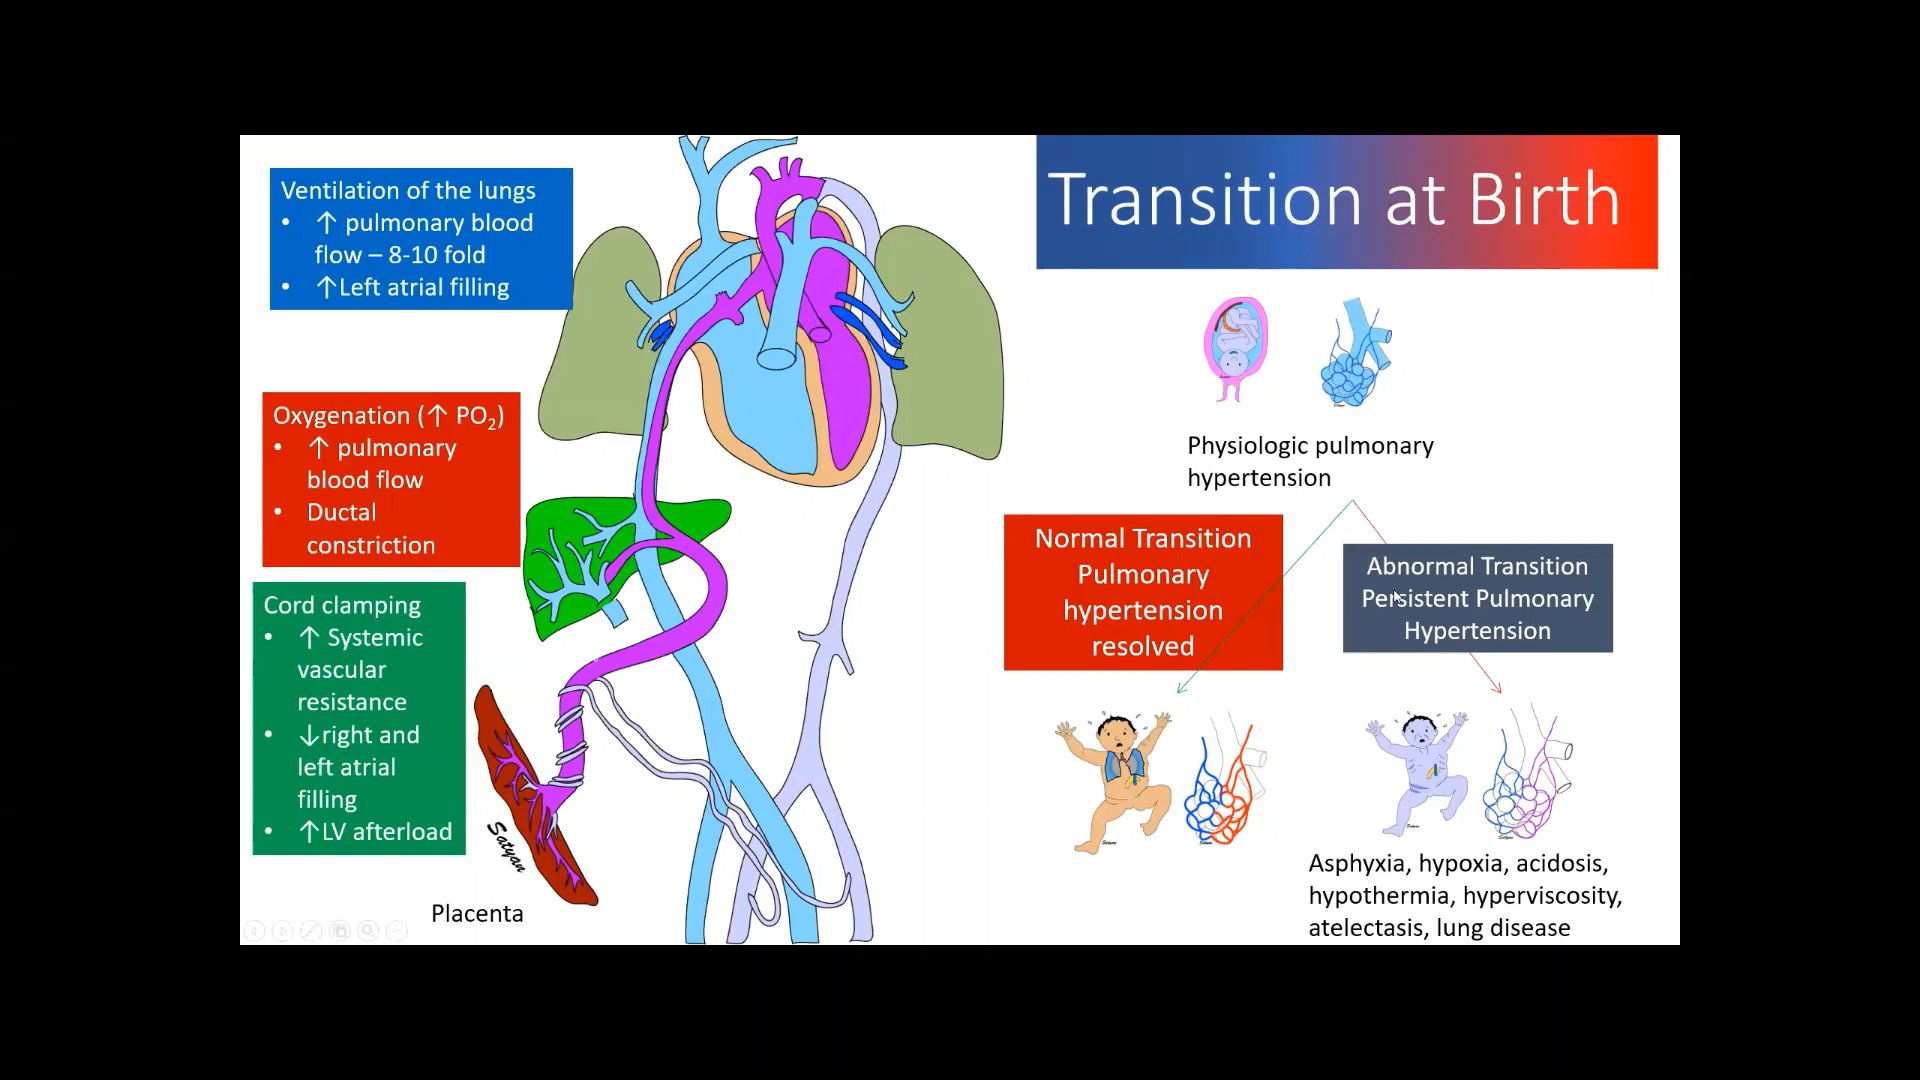 Transition at Birth
Ventilation of the lungs
• ↑ pulmonary blood
flow – 8-10 fold
• ↑Left atrial filling
Oxygenation (↑ PO₂)
• ↑ pulmonary
blood flow
• Ductal
constriction
Cord clamping
• ↑ Systemic
vascular
resistance
• ↓right and
left atrial
filling
• ↑LV afterload
Satyan
Placenta
Physiologic pulmonary
hypertension
Normal Transition
Pulmonary
hypertension
resolved
Abnormal Transition
Persistent Pulmonary
Hypertension
Asphyxia, hypoxia, acidosis,
hypothermia, hyperviscosity,
atelectasis, lung disease